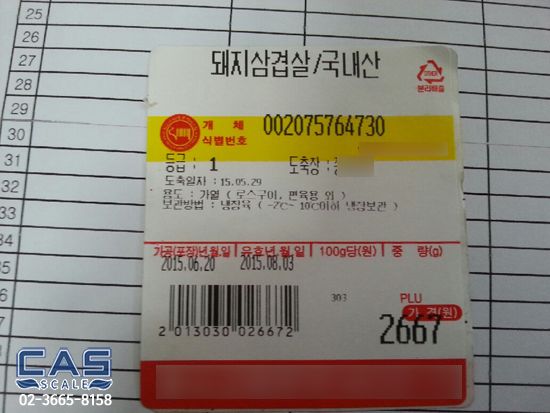 25
26
27
28
29
30
31
32
33
34
35
돼지삼겹살/국내산
OTHER
분리배출
개 체
식별번호
002075764730
등급 : 1 도축장 :
도축일자 : 15.05.29
용도 : 가열 ( 로스구이, 편육용 외 )
보관방법 : 냉장육 ( -2C~ 10C이하 냉장보관 )
가공(포장)년월일 유효년월일 100g당(원) 중 량(g)
2015.06.20 2015.08.03
303 PLU
가 격(원)
2667
2 013030 026672
CAS
SCALE
02-3665-8158